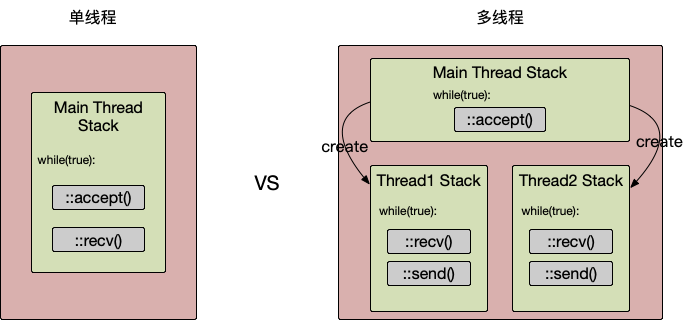 单线程
多线程
Main Thread
Stack
while(true):
::accept()
::recv()
VS
Main Thread Stack
while(true):
::accept()
create
create
Thread1 Stack
while(true):
::recv()
::send()
Thread2 Stack
while(true):
::recv()
::send()